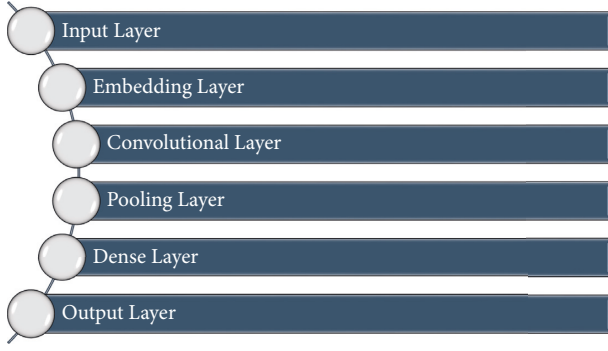 Input Layer
Embedding Layer
Convolutional Layer
Pooling Layer
Dense Layer
Output Layer